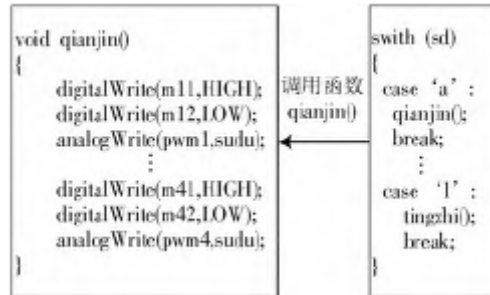 void qianjin()
{
digitalWrite(m11,HIGH);
digitalWrite(m12,LOW);
analogWrite(pwm1,sudu);
⋮
digitalWrite(m41,HIGH);
digitalWrite(m42,LOW);
analogWrite(pwm4,sudu);
}
调用函数
qianjin()
swith (sd)
{
case ‘a’:
qianjin();
break;
⋮
case ‘l’:
tingzhi();
break;
}